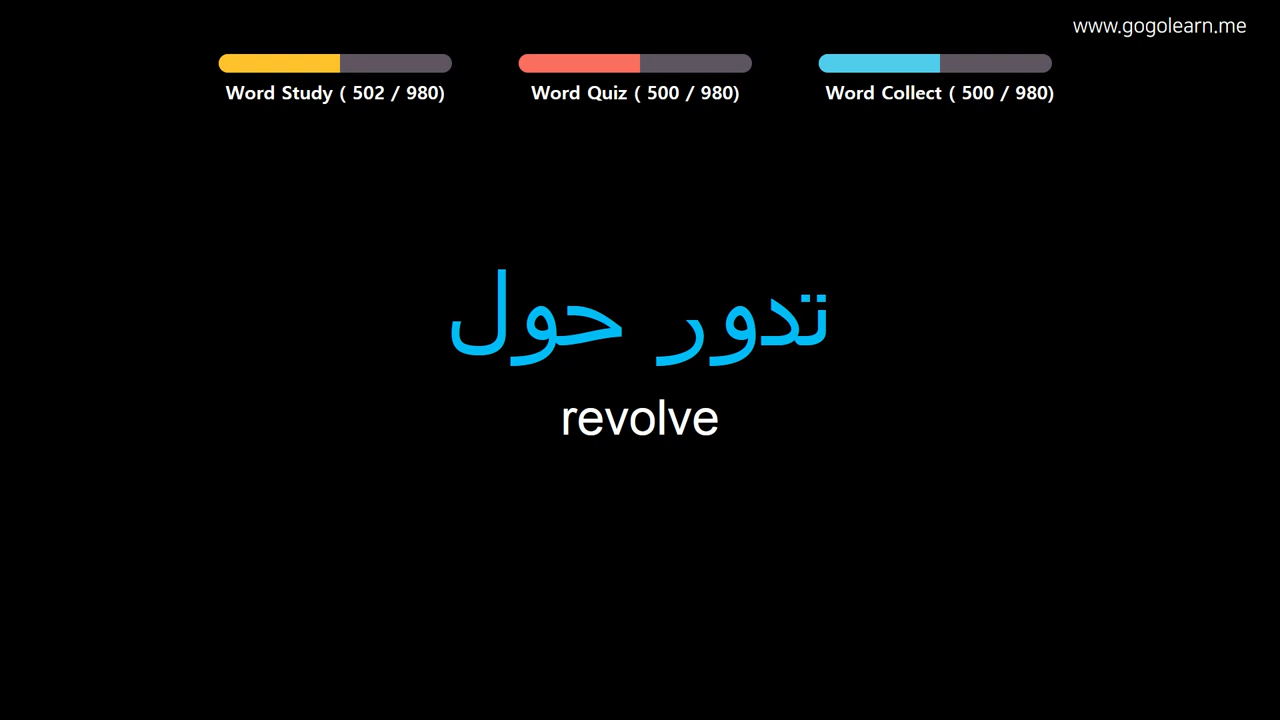 www.gogolearn.me
Word Study ( 502 / 980)
Word Quiz ( 500 / 980)
Word Collect ( 500 / 980)
تدور حول
revolve